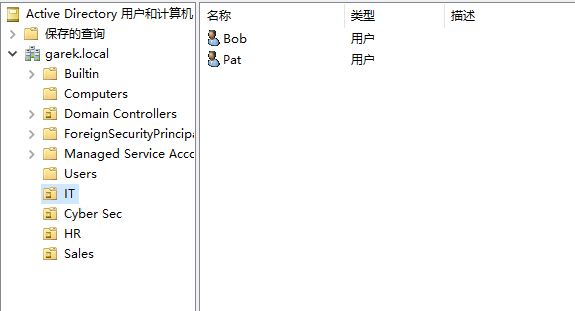 Active Directory 用户和计算机
保存的查询
garek.local
Builtin
Computers
Domain Controllers
ForeignSecurityPrincipa
Managed Service Acco
Users
IT
Cyber Sec
HR
Sales
名称 类型 描述
Bob 用户
Pat 用户